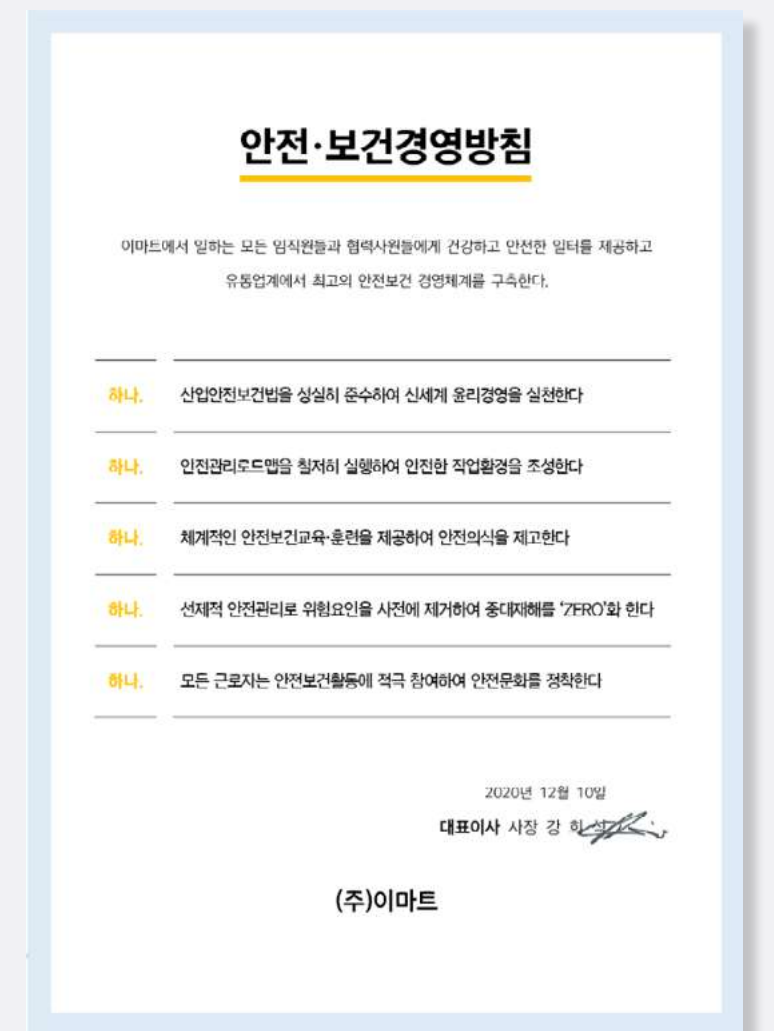 안전·보건경영방침
이마트에서 일하는 모든 임직원들과 협력사원들에게 건강하고 안전한 일터를 제공하고
유통업계에서 최고의 안전보건 경영체계를 구축한다.
하나. 산업안전보건법을 성실히 준수하여 신세계 윤리경영을 실천한다
하나. 안전관리로드맵을 철저히 실행하여 안전한 작업환경을 조성한다
하나. 체계적인 안전보건교육·훈련을 제공하여 안전의식을 제고한다
하나. 선제적 안전관리로 위험요인을 사전에 제거하여 중대재해를 ‘ZERO’화 한다
하나. 모든 근로자는 안전보건활동에 적극 참여하여 안전문화를 정착한다
2020년 12월 10일
대표이사 사장 강
(주)이마트